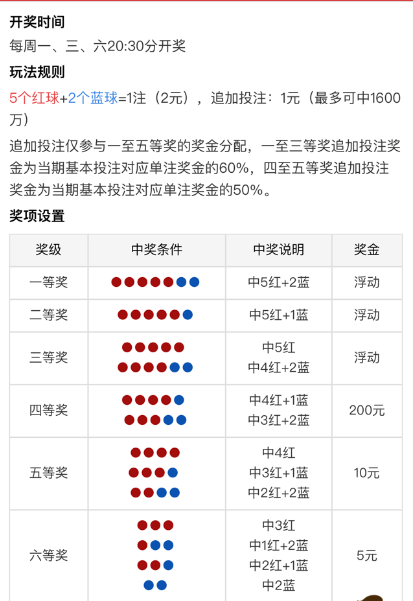 开奖时间
每周一、三、六20:30分开奖
玩法规则
5个红球+2个蓝球=1注（2元），追加投注：1元（最多可中1600
万）
追加投注仅参与一至五等奖的奖金分配，一至三等奖追加投注奖
金为当期基本投注对应单注奖金的60%，四至五等奖追加投注
奖金为当期基本投注对应单注奖金的50%。
奖项设置
奖级 中奖条件 中奖说明 奖金
一等奖 中5红+2蓝 浮动
二等奖 中5红+1蓝 浮动
三等奖 中5红 浮动
中4红+2蓝
四等奖 中4红+1蓝 200元
中3红+2蓝
五等奖 中4红 10元
中3红+1蓝
中2红+2蓝
六等奖 中3红 5元
中1红+2蓝
中2红+1蓝
中2蓝